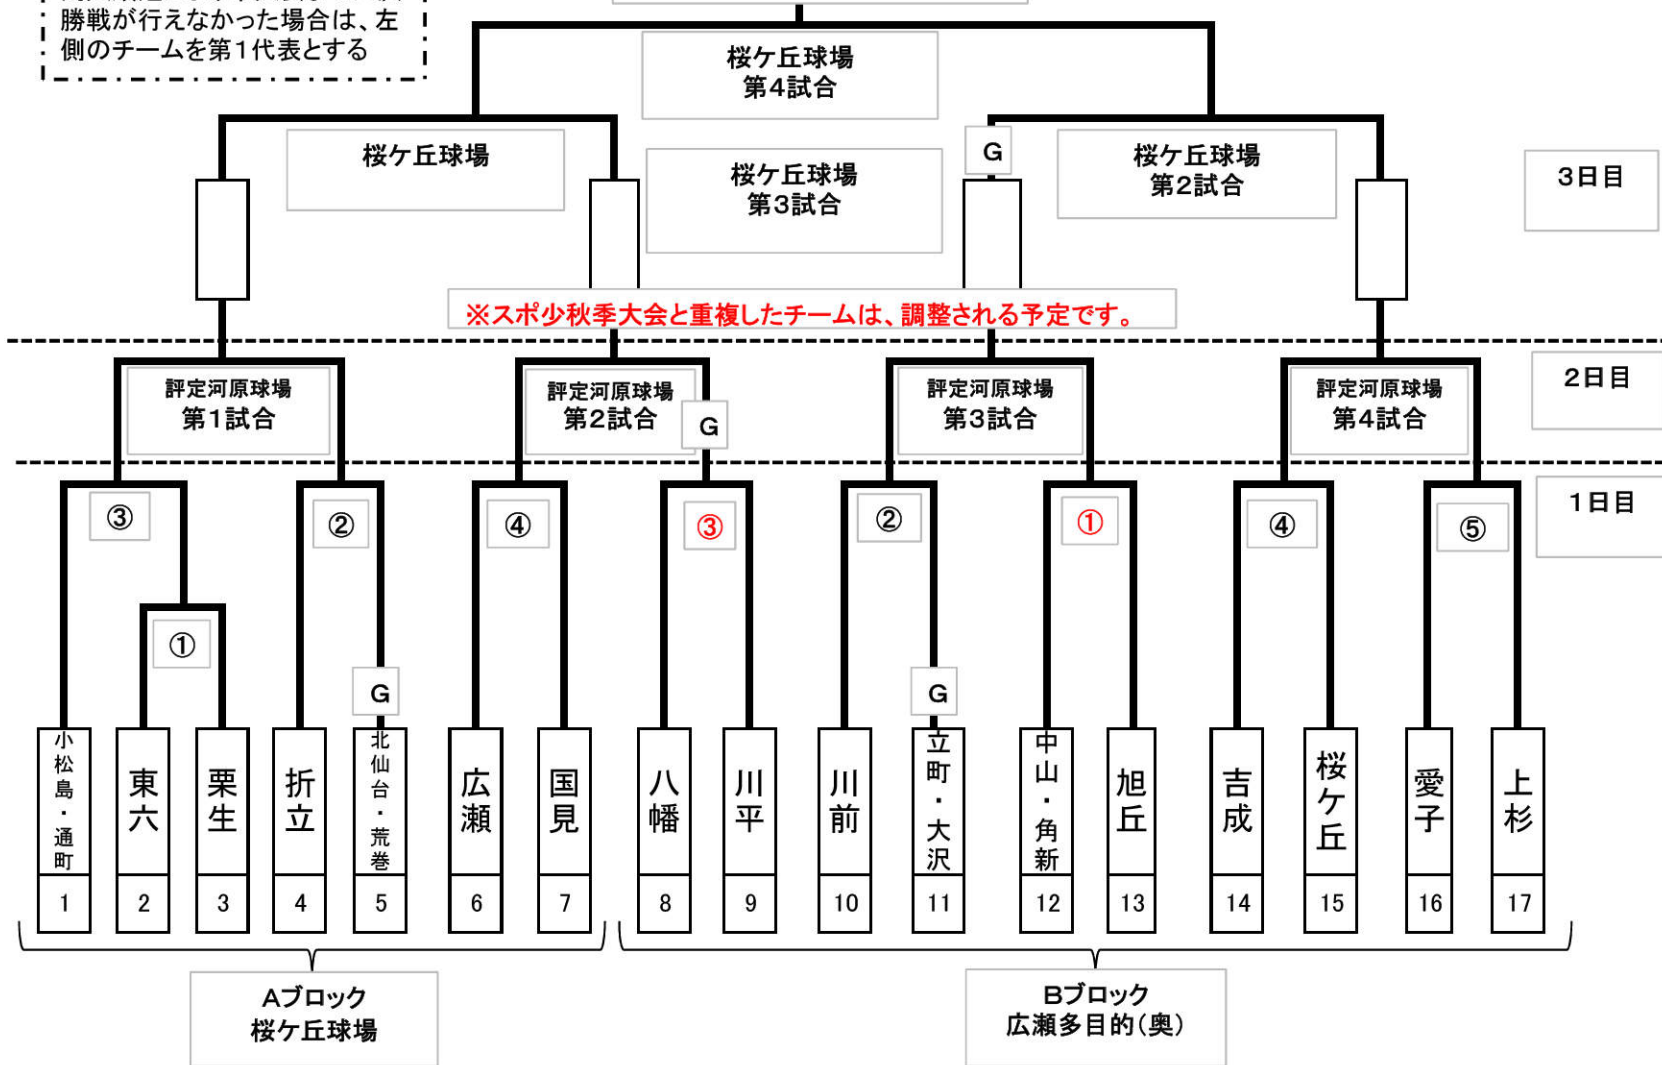 勝戦が行えなかった場合は、左
側のチームを第1代表とする
桜ケ丘球場
第4試合
桜ケ丘球場
桜ケ丘球場
第3試合
G
桜ケ丘球場
第2試合
3日目
※スポ少秋季大会と重複したチームは、調整される予定です。
評定河原球場
第1試合
評定河原球場
第2試合
G
評定河原球場
第3試合
評定河原球場
第4試合
2日目
③
②
④
③
②
①
④
⑤
1日目
①
G
G
小松島・通町
東六
栗生
折立
北仙台・荒巻
広瀬
国見
八幡
川平
川前
立町・大沢
中山・角新
旭丘
吉成
桜ケ丘
愛子
上杉
1
2
3
4
5
6
7
8
9
10
11
12
13
14
15
16
17
Aブロック
桜ケ丘球場
Bブロック
広瀬多目的(奥)